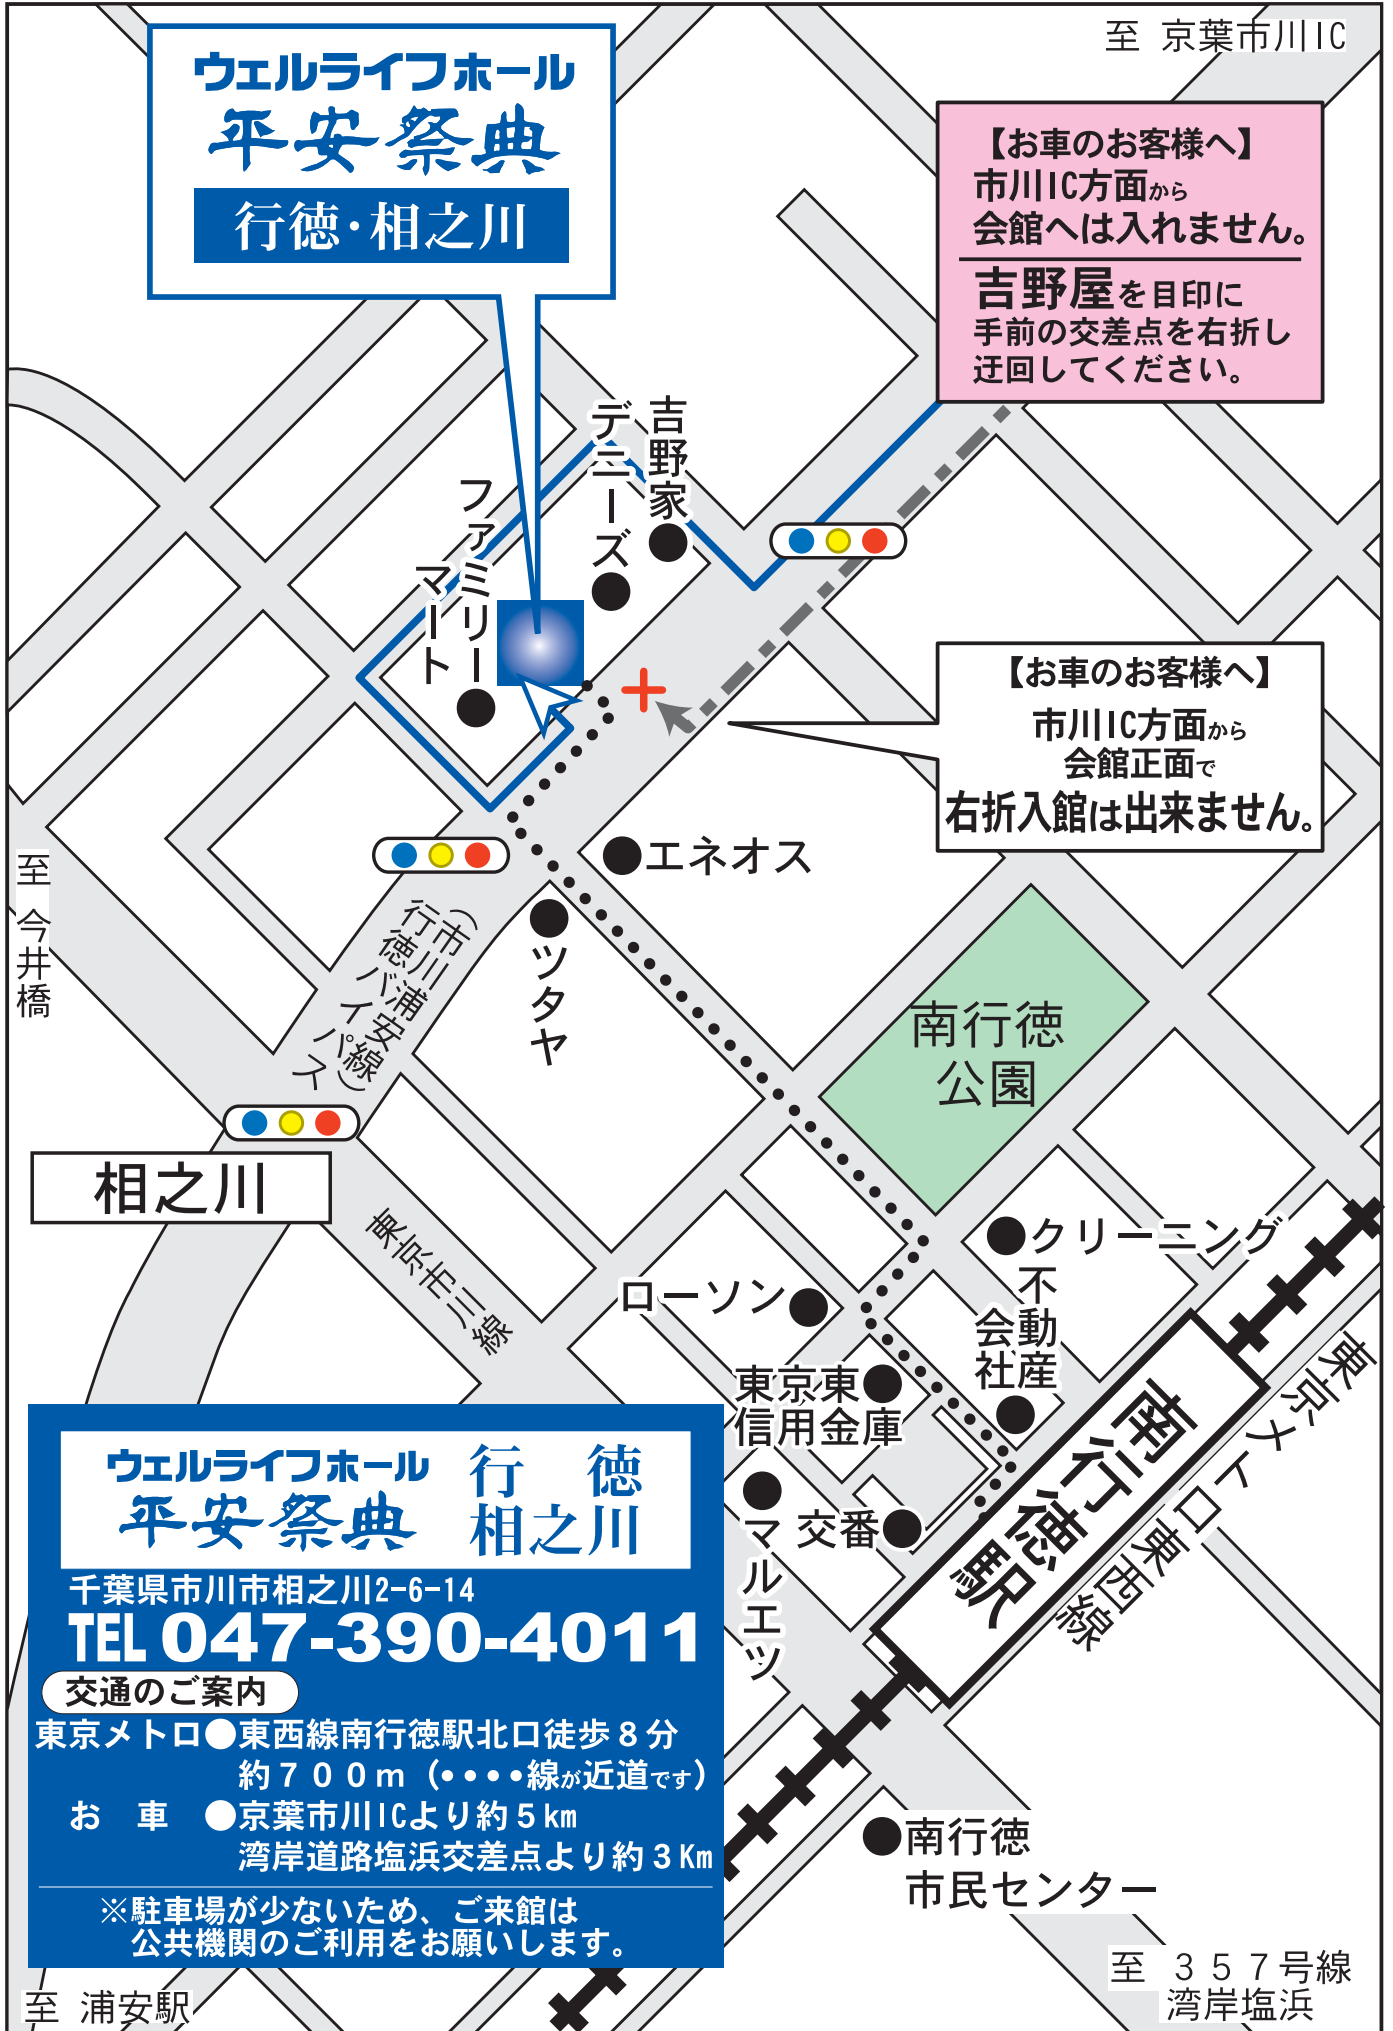 至 京葉市川IC
ウェルライフホール
平安祭典
行徳・相之川
【お車のお客様へ】
市川IC方面から
会館へは入れません。
吉野屋を目印に
手前の交差点を右折し
迂回してください。
吉野家
デニーズ
ファミリー
マート
【お車のお客様へ】
市川IC方面から
会館正面で
右折入館は出来ません。
エネオス
ツタヤ
至 今井橋
(市川浦安線)
行徳バイパス
南行徳
公園
相之川
東京市川線
クリーニング
ローソン
不動産
会社
東京東
信用金庫
マルエツ
交番
南行徳駅
東京メトロ東西線
ウェルライフホール
平安祭典
行 徳
相之川
千葉県市川市相之川2-6-14
TEL 047-390-4011
交通のご案内
東京メトロ●東西線南行徳駅北口徒歩8分
約700m(••••線が近道です)
お 車 ●京葉市川ICより約5km
湾岸道路塩浜交差点より約3Km
※駐車場が少ないため、ご来館は
公共機関のご利用をお願いします。
南行徳
市民センター
至 357号線
湾岸塩浜
至 浦安駅